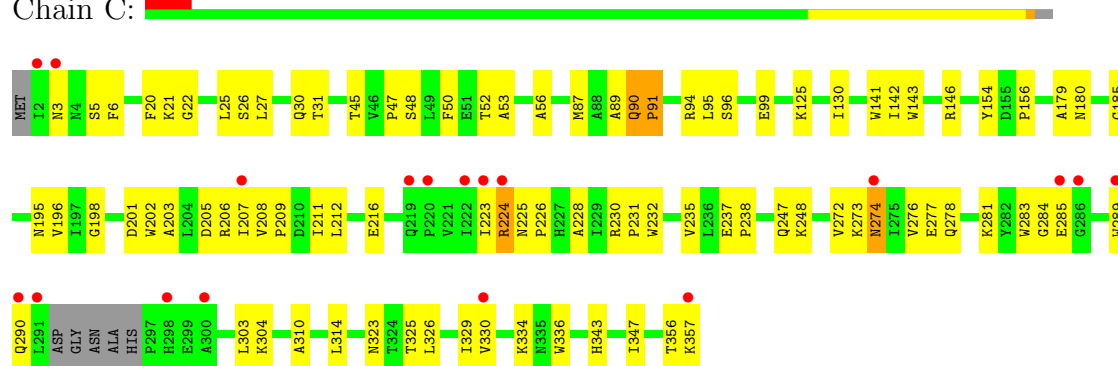 Chain C:
MET I2 N3 N4 S5 F6 F20 K21 G22 L25 S26 L27 Q30 T31 T45 V46 P47 S48 L49 F50 E51 T52 A53 A56 M87 A88 A89 Q90 P91 R94 L95 S96 E99 K125 I130 W141 I142 W143 R146 Y154 D155 P156 A179 N180 G185
N195 V196 I197 G198 D201 W202 A203 L204 D205 R206 I207 V208 P209 D210 I211 L212 E216 Q219 P220 V221 I222 I223 R224 N225 P226 H227 A228 I229 R230 P231 W232 V235 L236 E237 P238 Q247 K248 V272 K273 N274 I275 V276 E277 Q278 K281 Y282 W283 G284 E285 G286 W289
Q290 L291 ASP GLY ASN ALA HIS P297 H298 E299 A300 L303 K304 A310 L314 N323 T324 T325 L326 I329 V330 K334 N335 W336 H343 I347 T356 K357